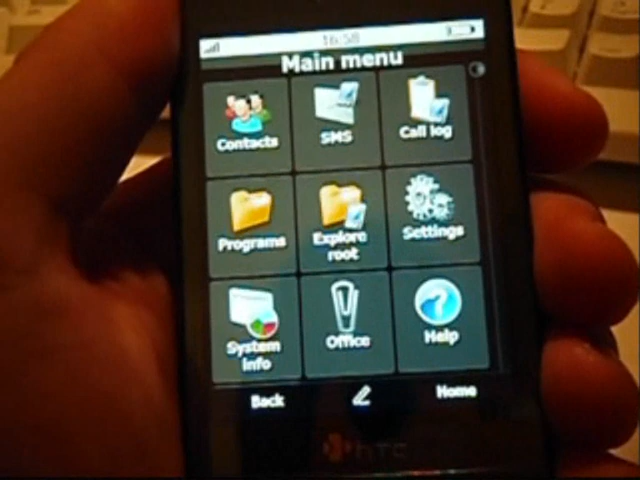 16:58
Main menu
Contacts
SMS
Call log
Programs
Explore
root
Settings
System
info
Office
Help
Back
Home
hTC